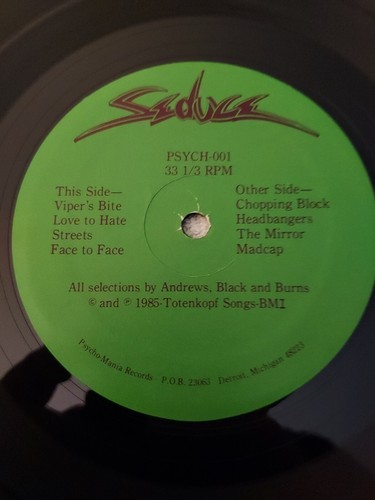 Seduce
PSYCH-001
33 1/3 RPM
This Side—
Viper's Bite
Love to Hate
Streets
Face to Face
Other Side—
Chopping Block
Headbangers
The Mirror
Madcap
All selections by Andrews, Black and Burns
© and ℗ 1985-Totenkopf Songs-BMI
Psycho-Mania Records P.O.B. 23063 Detroit, Michigan 48223